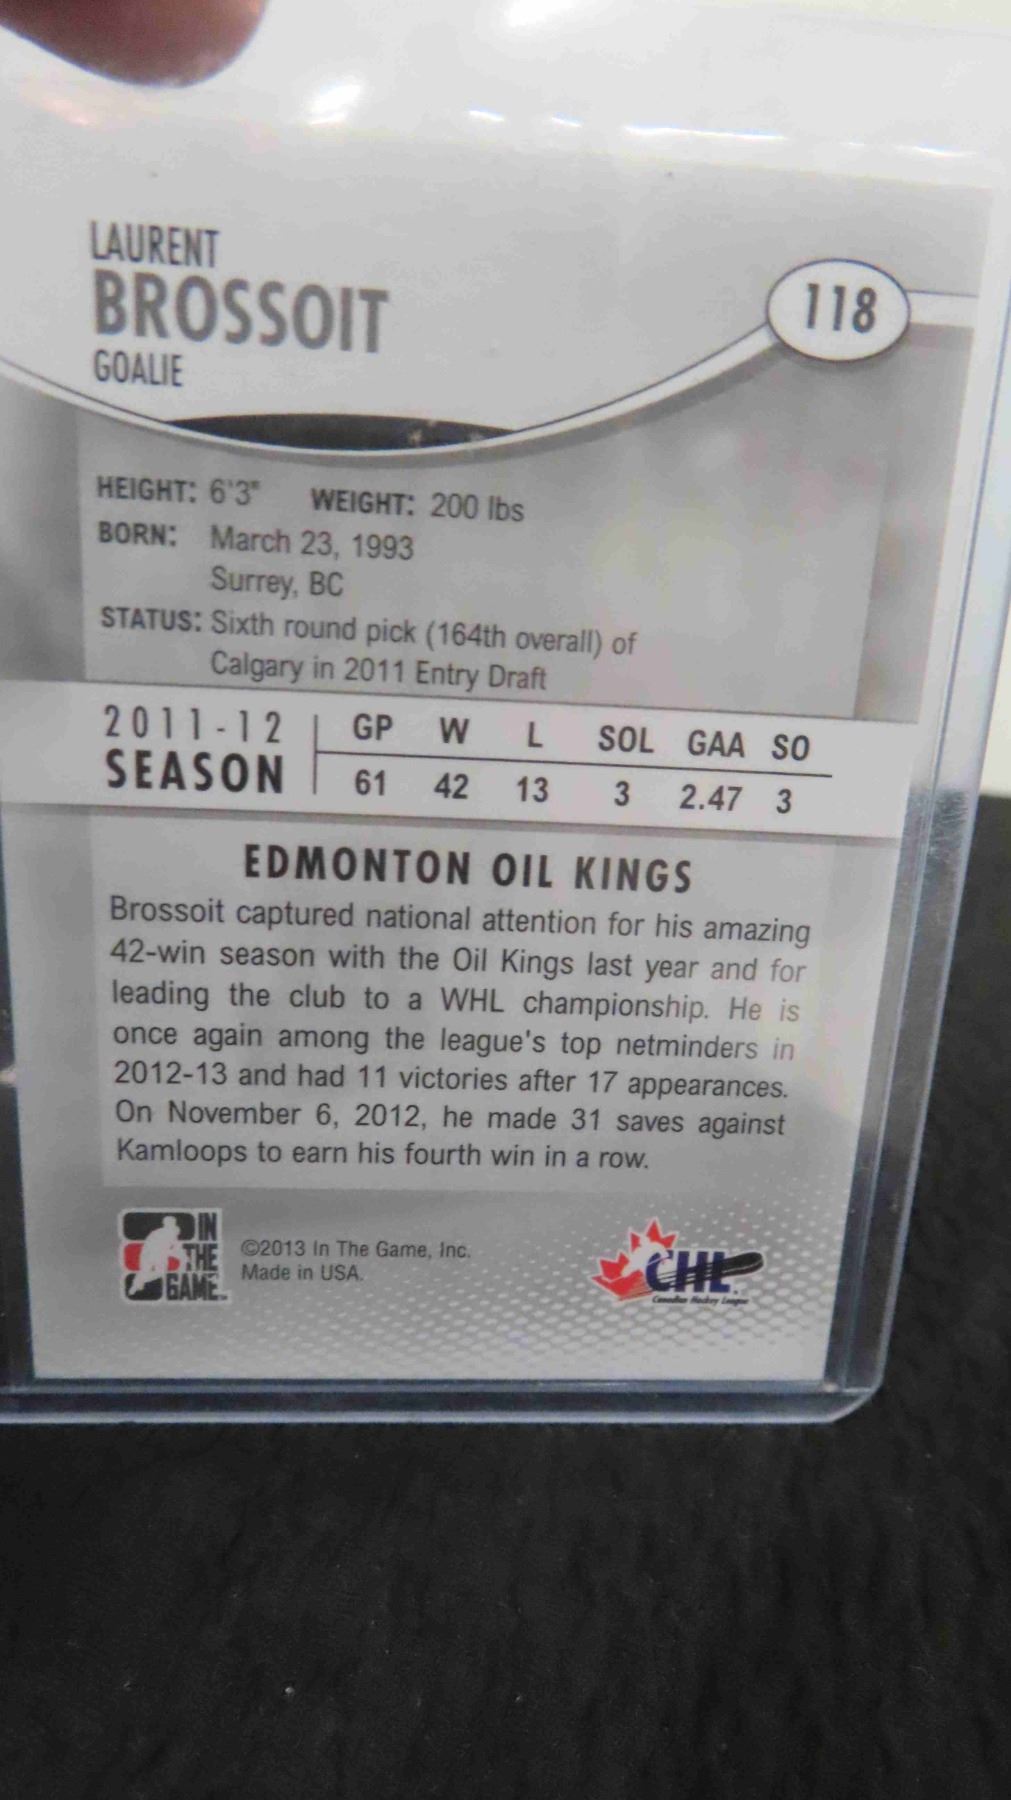 LAURENT
BROSSOIT
GOALIE
118
HEIGHT: 6'3" WEIGHT: 200 lbs
BORN: March 23, 1993
Surrey, BC
STATUS: Sixth round pick (164th overall) of
Calgary in 2011 Entry Draft
2011-12 SEASON
GP W L SOL GAA SO
61 42 13 3 2.47 3
EDMONTON OIL KINGS
Brossoit captured national attention for his amazing
42-win season with the Oil Kings last year and for
leading the club to a WHL championship. He is
once again among the league's top netminders in
2012-13 and had 11 victories after 17 appearances.
On November 6, 2012, he made 31 saves against
Kamloops to earn his fourth win in a row.
IN
THE
GAME
©2013 In The Game, Inc.
Made in USA.
CHL
Canadian Hockey League